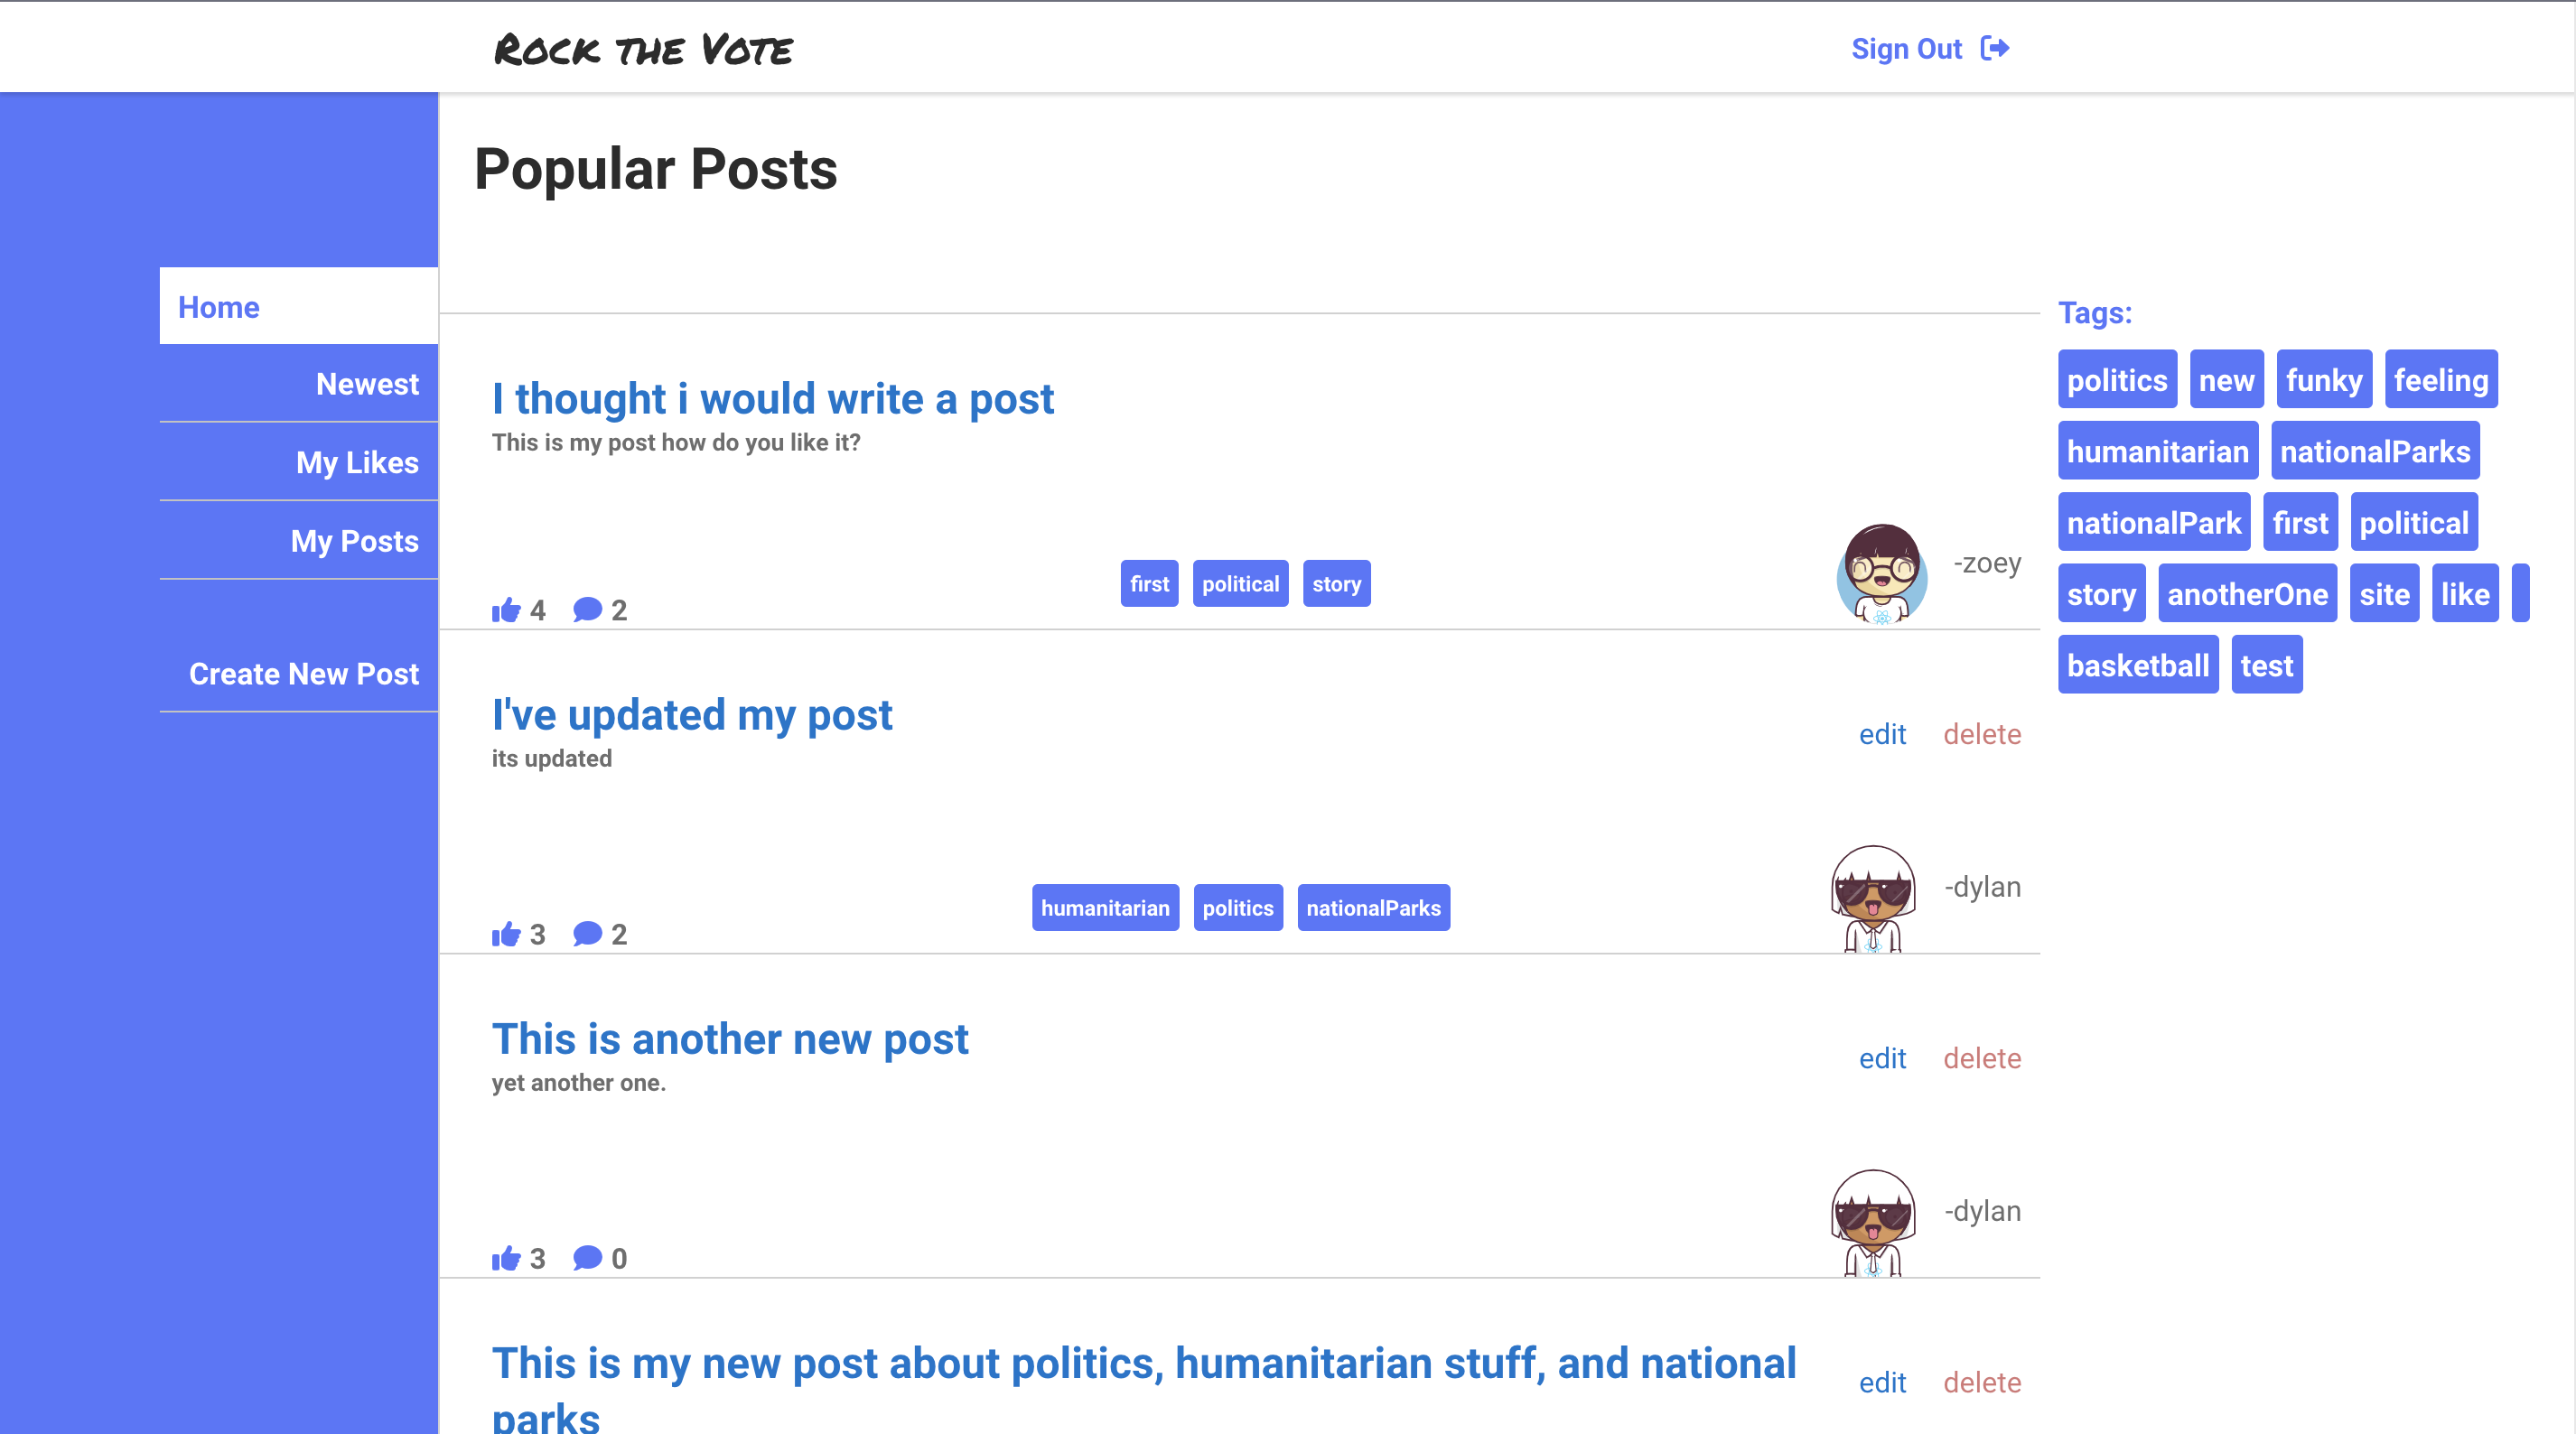 Rock the Vote
Sign Out
Popular Posts
Home
Newest
My Likes
My Posts
Create New Post
I thought i would write a post
This is my post how do you like it?
4 2
first political story
-zoey
I've updated my post
its updated
edit delete
3 2
humanitarian politics nationalParks
-dylan
This is another new post
yet another one.
edit delete
3 0
-dylan
This is my new post about politics, humanitarian stuff, and national
parks
edit delete
Tags:
politics new funky feeling
humanitarian nationalParks
nationalPark first political
story anotherOne site like
basketball test